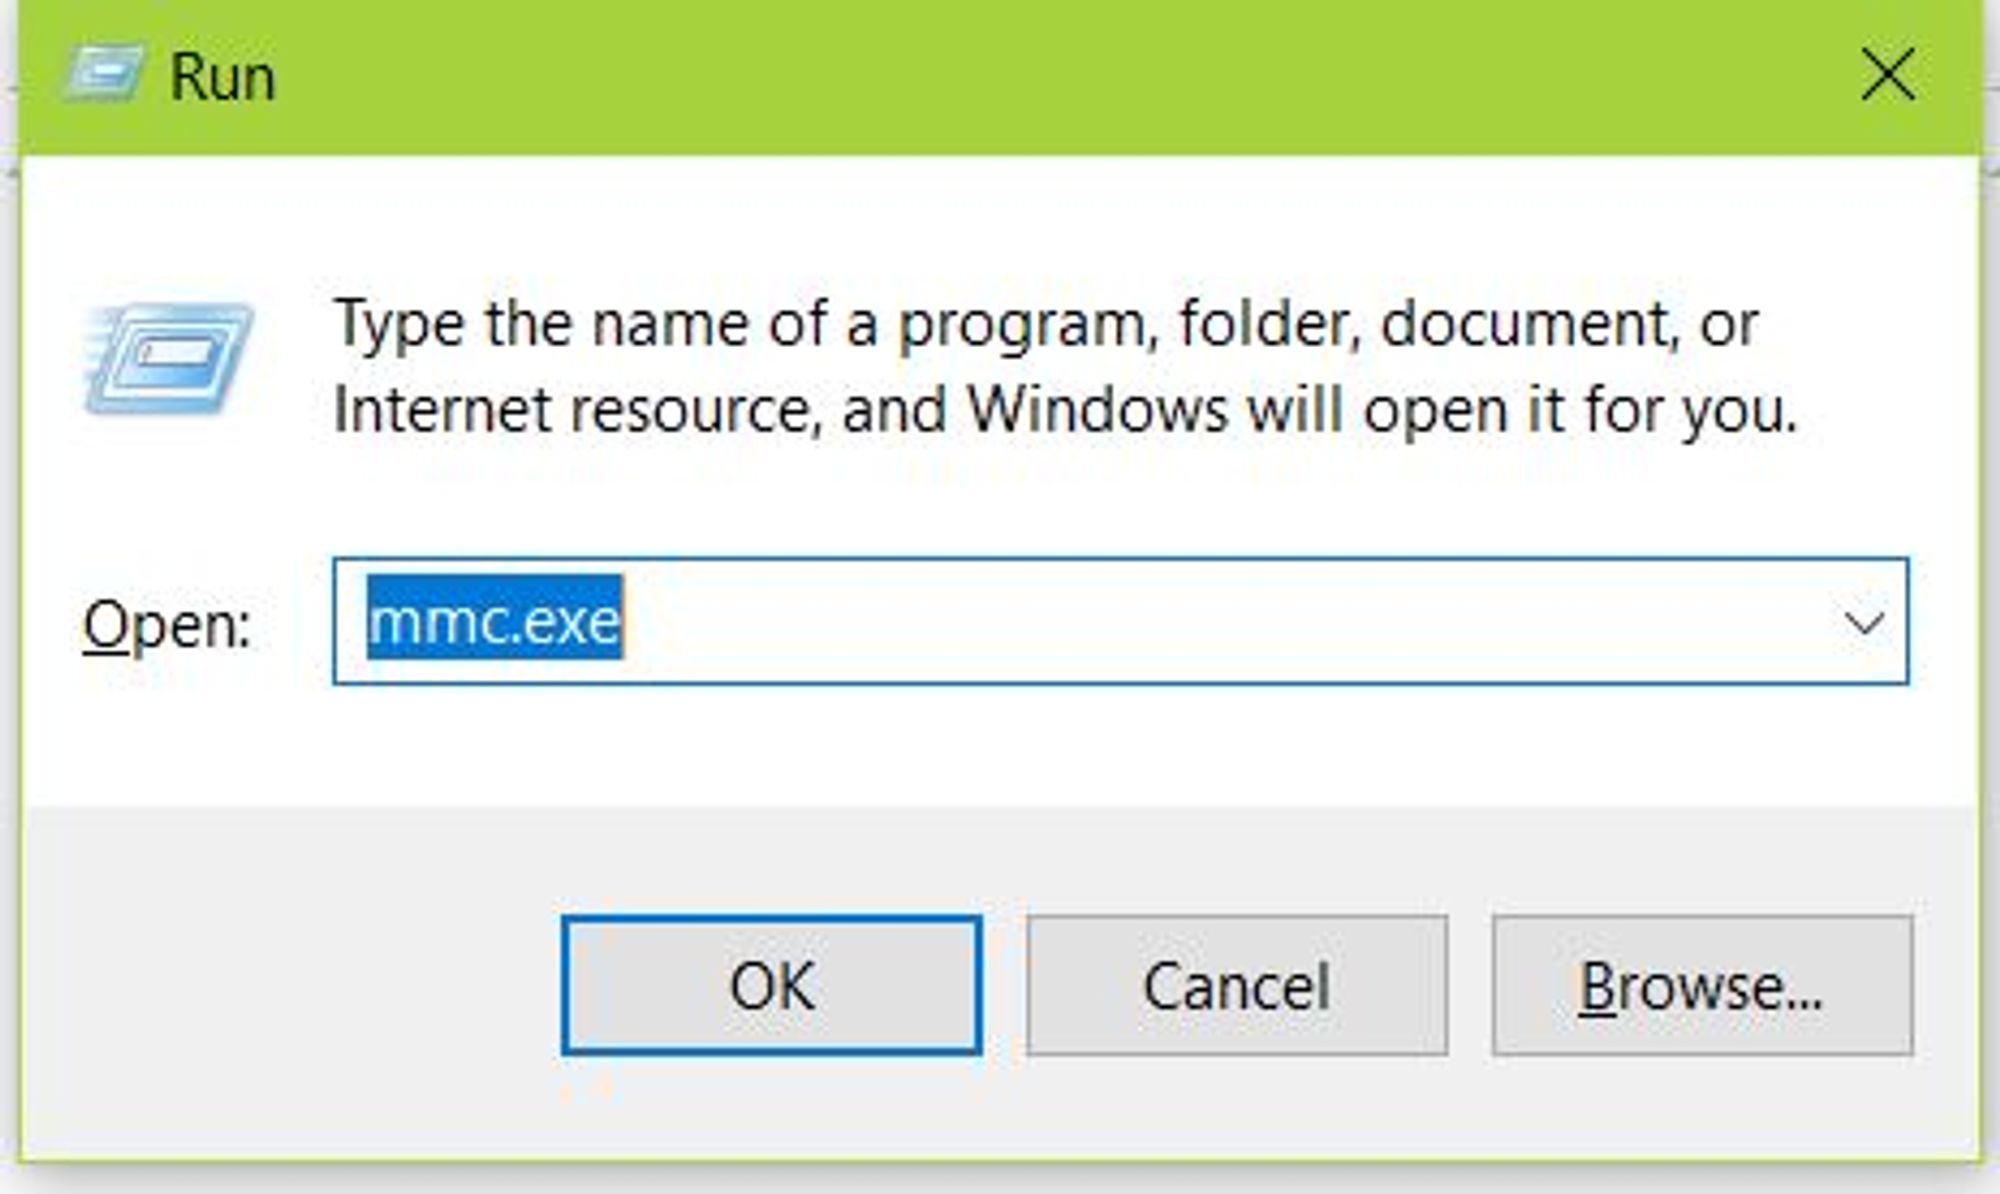 Run
Type the name of a program, folder, document, or
Internet resource, and Windows will open it for you.
Open: mmc.exe
OK Cancel Browse...